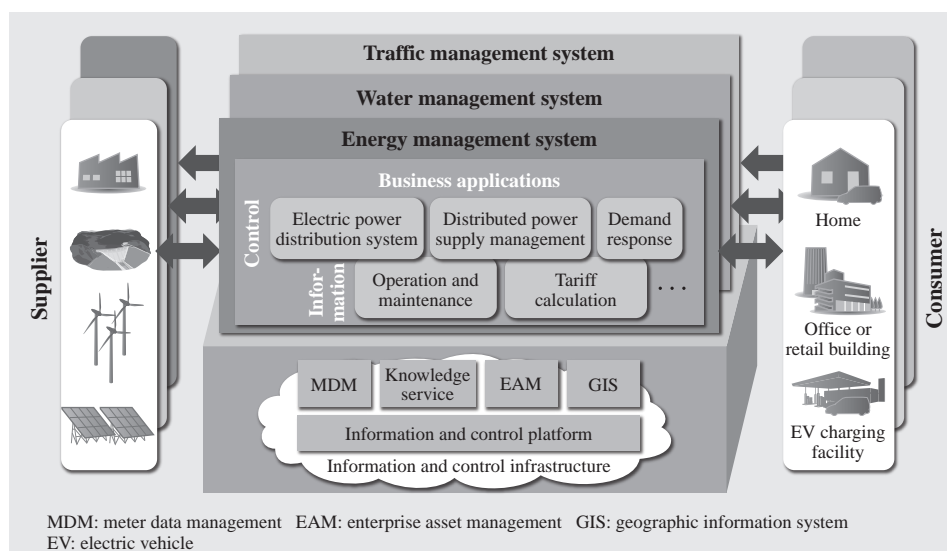 Traffic management system
Water management system
Energy management system
Business applications
Control
Electric power
distribution system
Distributed power
supply management
Demand
response
Infor-
mation
Operation and
maintenance
Tariff
calculation
...
Supplier
Home
Office or
retail building
EV charging
facility
Consumer
MDM
Knowledge
service
EAM
GIS
Information and control platform
Information and control infrastructure
MDM: meter data management EAM: enterprise asset management GIS: geographic information system
EV: electric vehicle